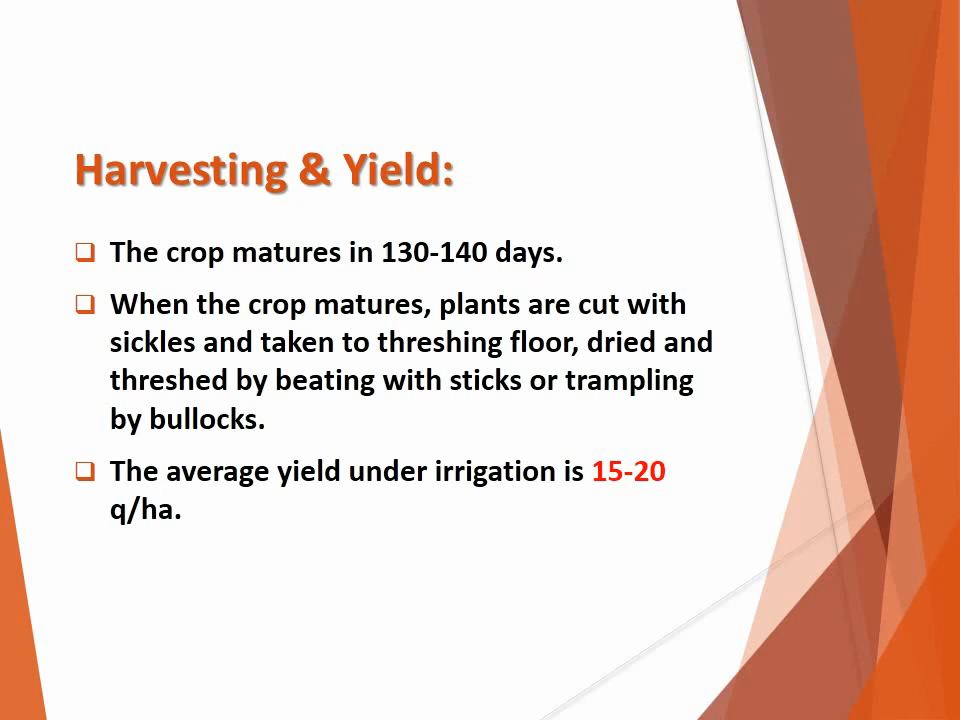 Harvesting & Yield:
The crop matures in 130-140 days.
When the crop matures, plants are cut with
sickles and taken to threshing floor, dried and
threshed by beating with sticks or trampling
by bullocks.
The average yield under irrigation is 15-20
q/ha.